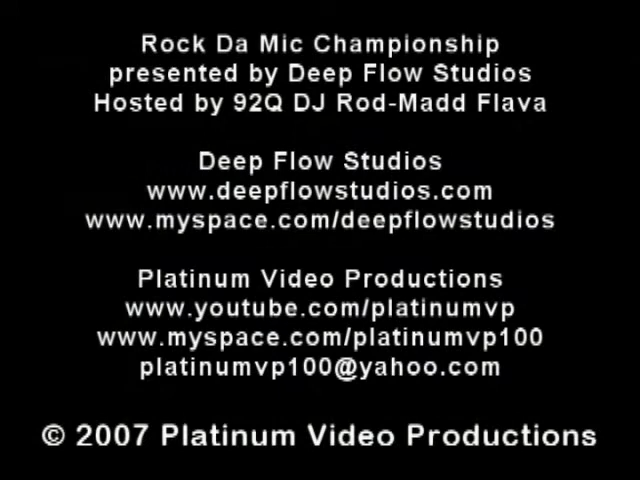 Rock Da Mic Championship
presented by Deep Flow Studios
Hosted by 92Q DJ Rod-Madd Flava
Deep Flow Studios
www.deepflowstudios.com
www.myspace.com/deepflowstudios
Platinum Video Productions
www.youtube.com/platinumvp
www.myspace.com/platinumvp100
platinumvp100@yahoo.com
© 2007 Platinum Video Productions